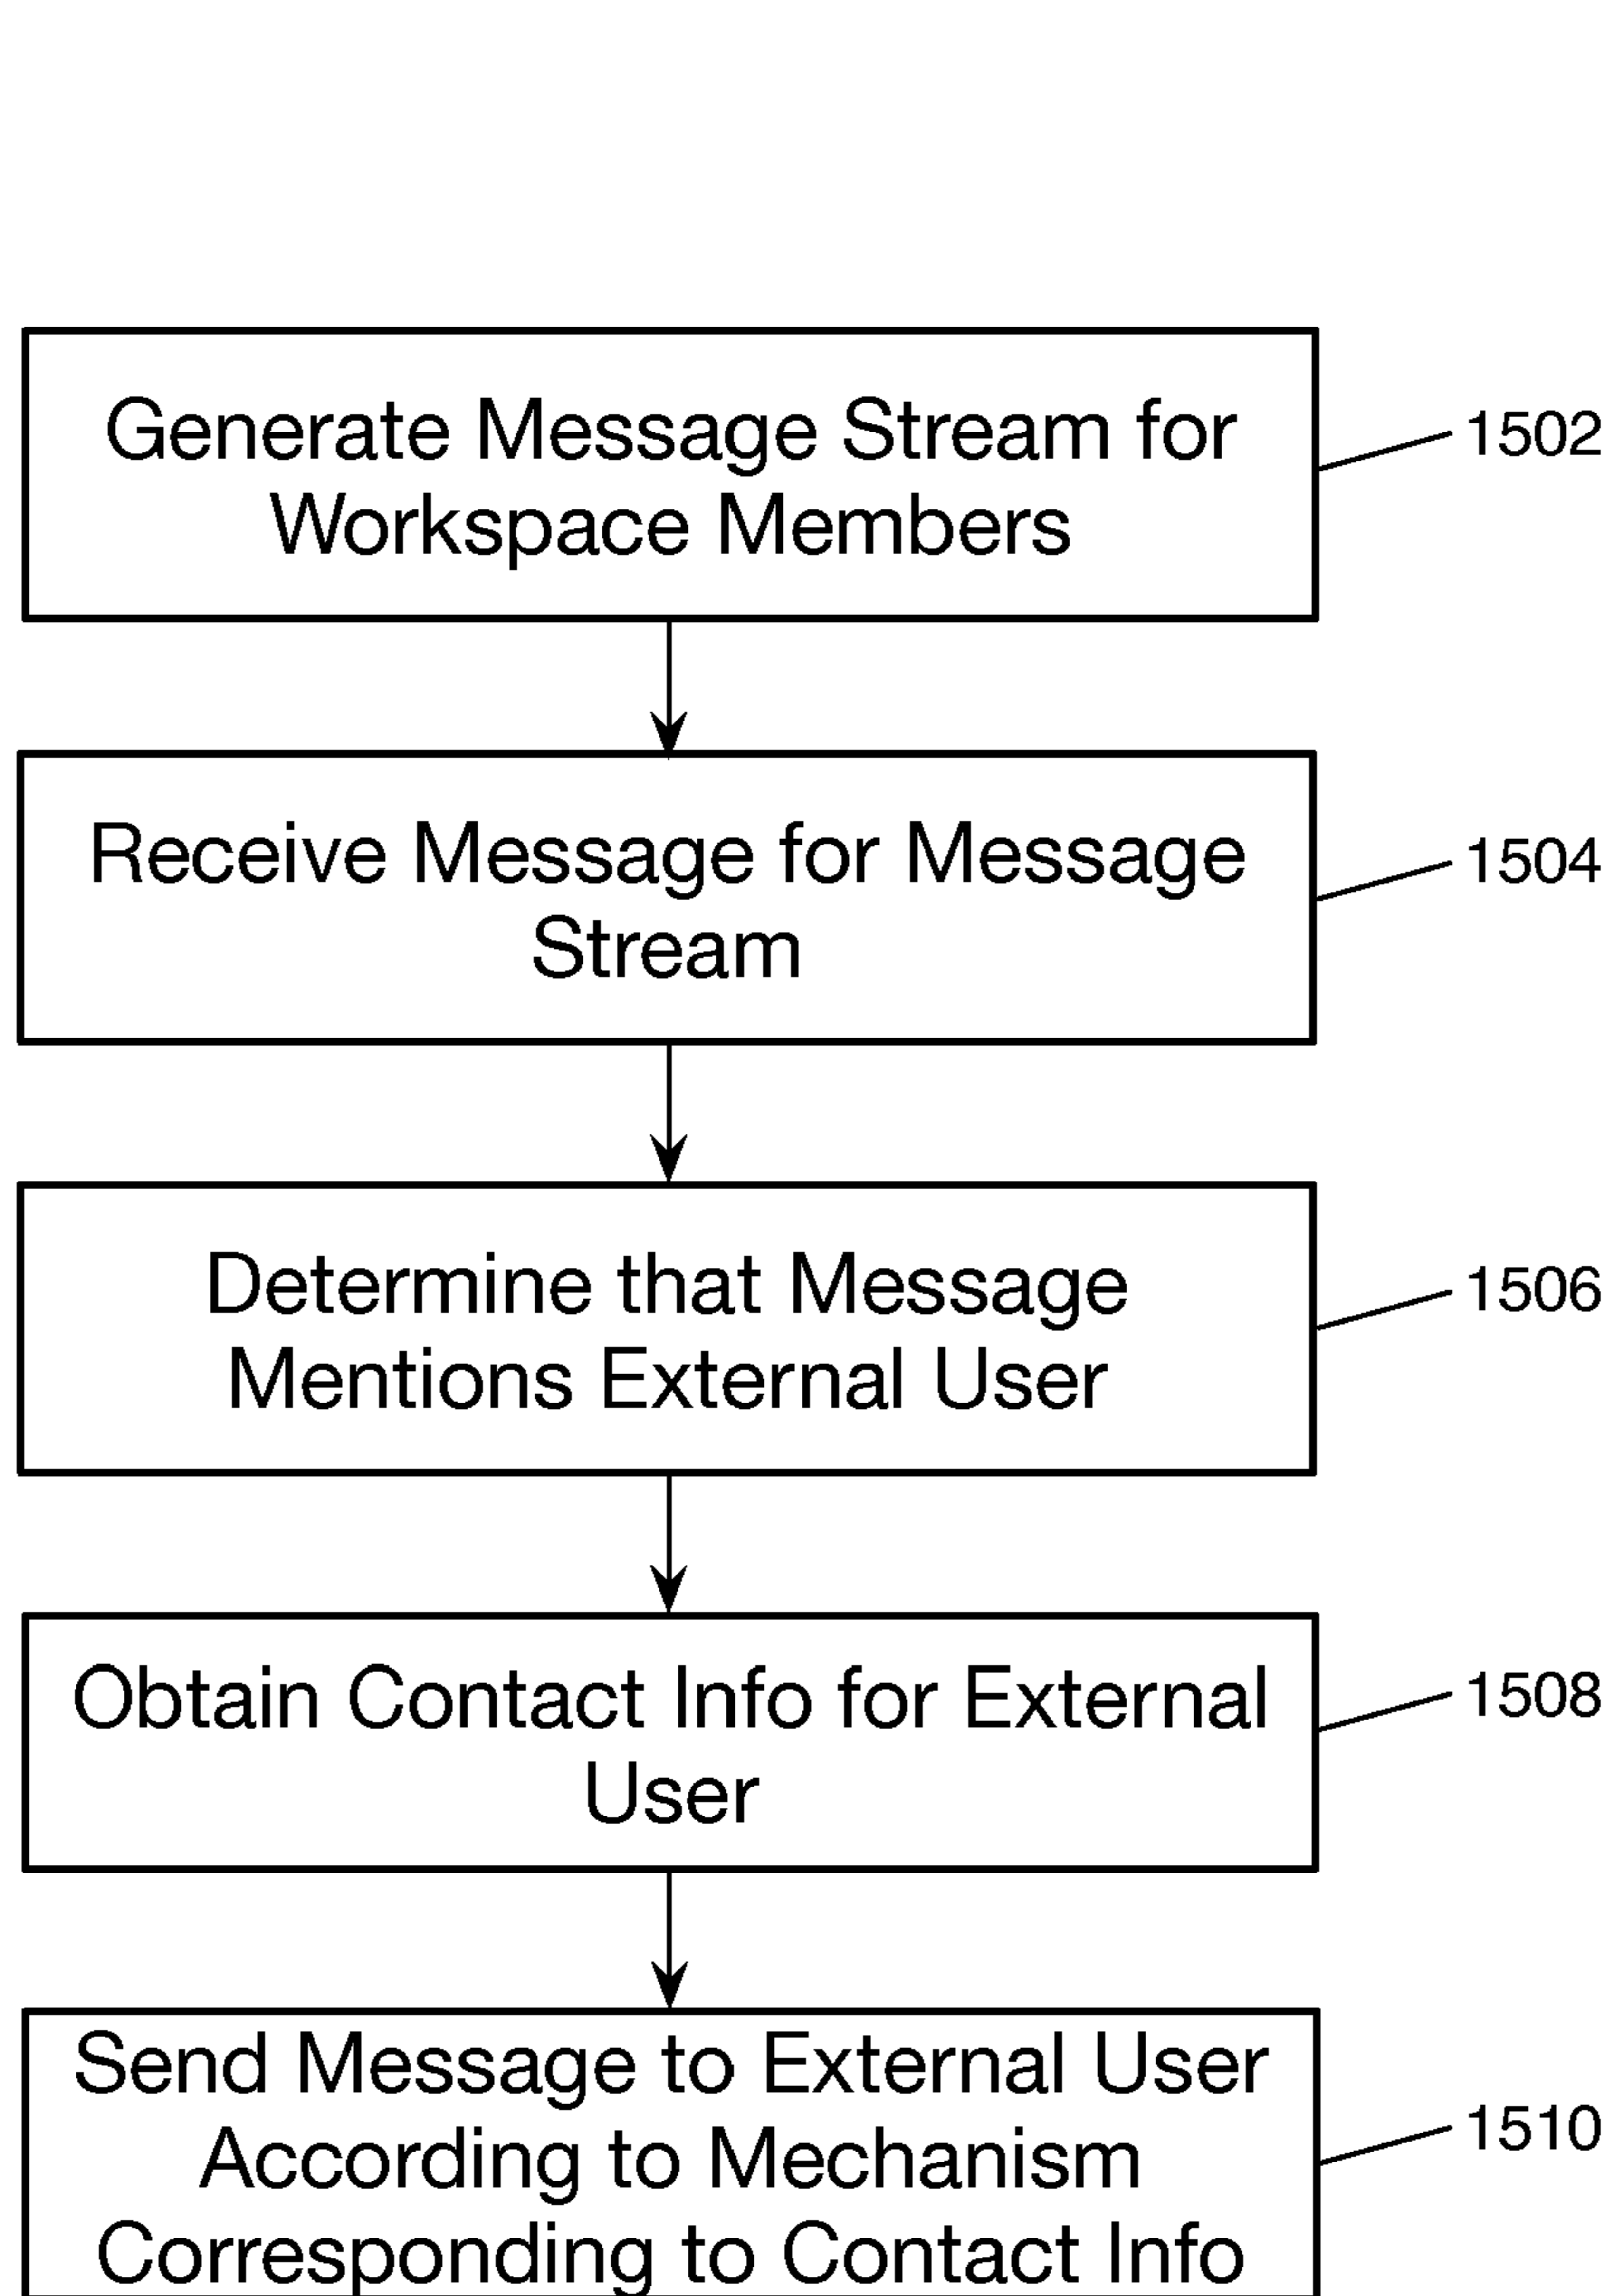 Generate Message Stream for
Workspace Members
1502
Receive Message for Message
Stream
1504
Determine that Message
Mentions External User
1506
Obtain Contact Info for External
User
1508
Send Message to External User
According to Mechanism
Corresponding to Contact Info
1510